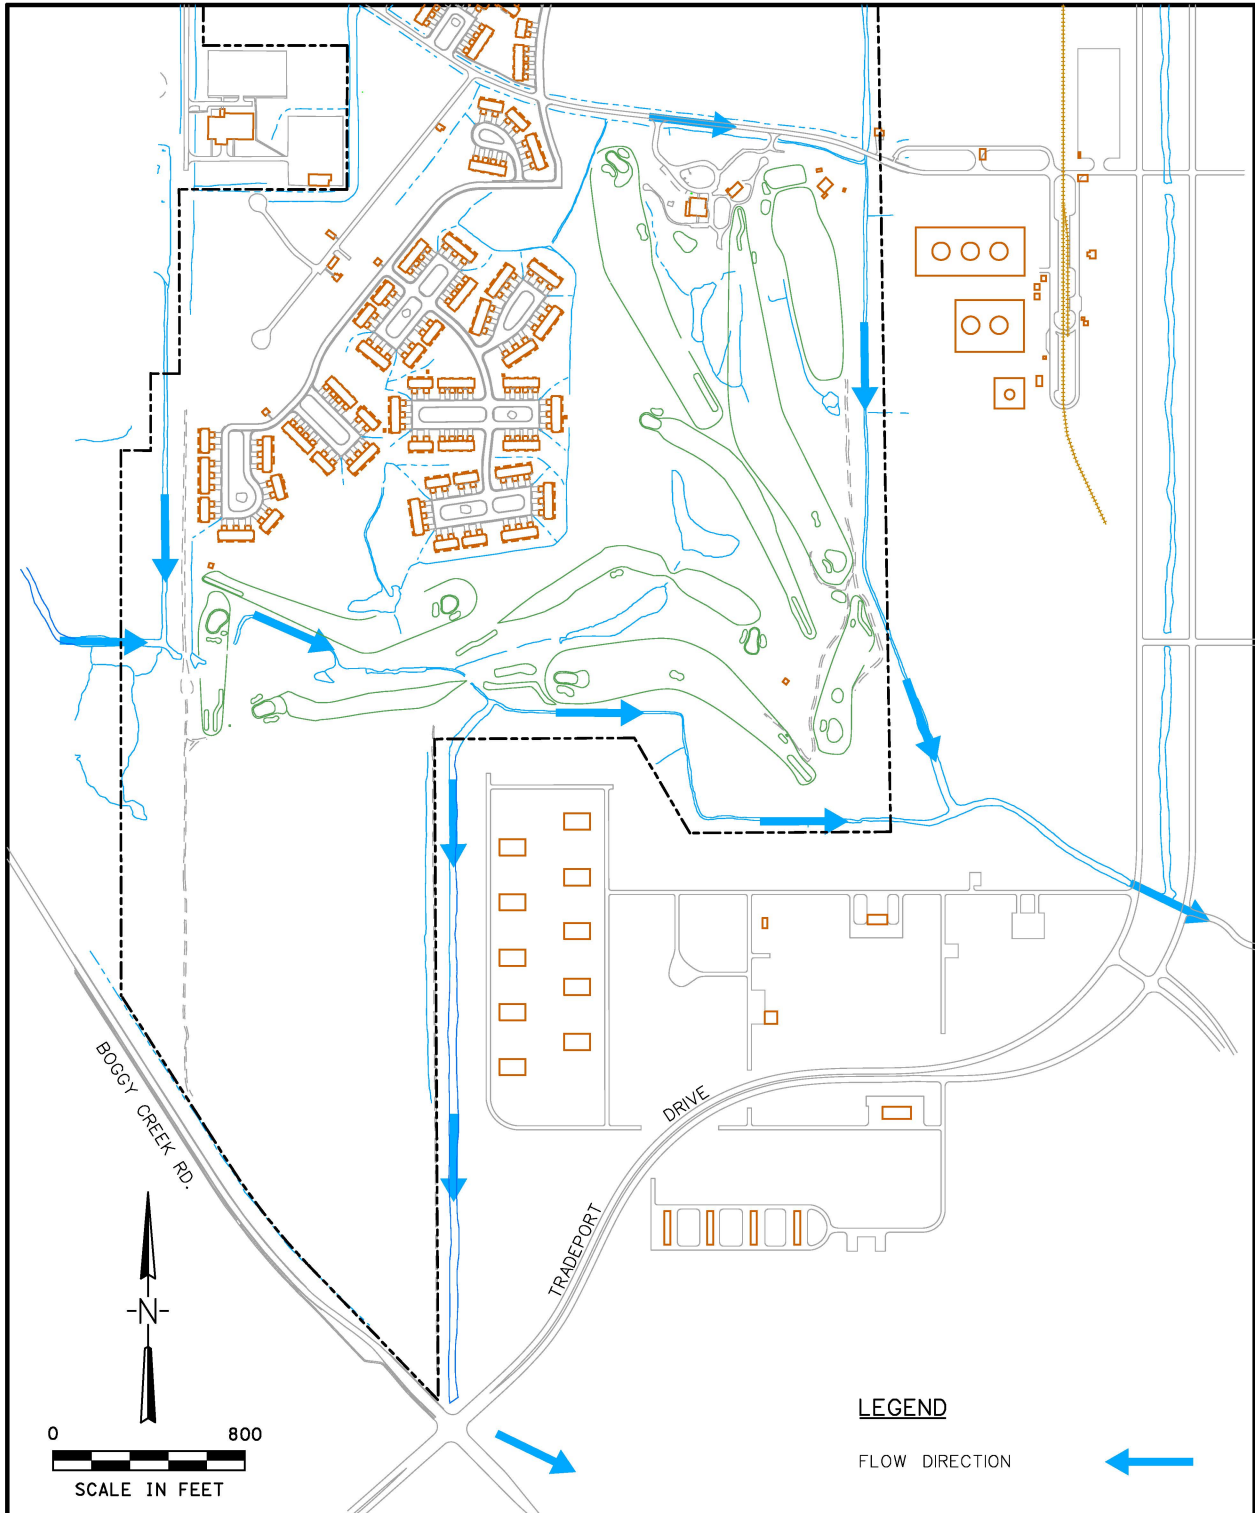 BOGGY CREEK RD.
DRIVE
TRADEPORT
-N-
0 800
SCALE IN FEET
LEGEND
FLOW DIRECTION